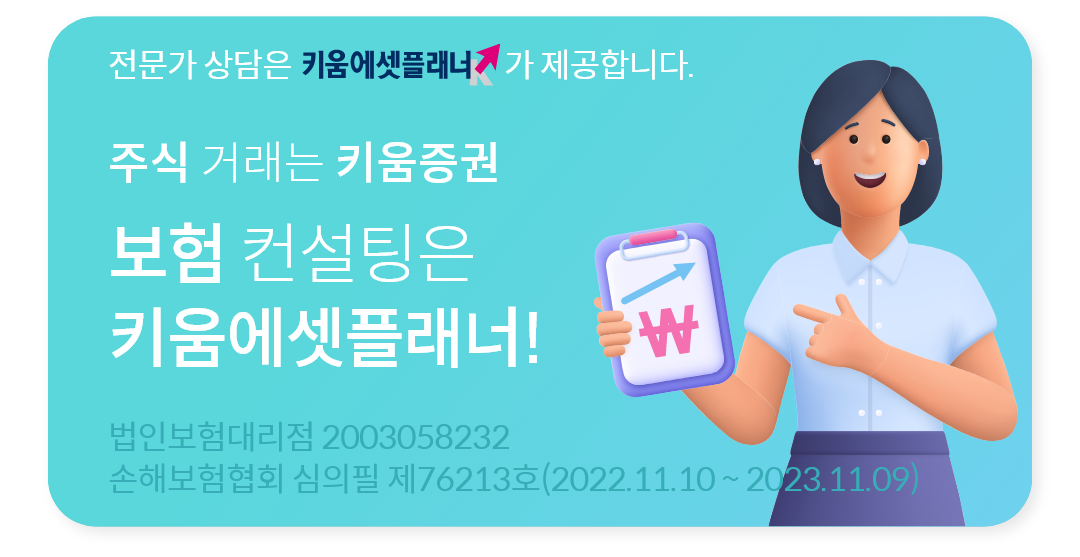 전문가 상담은 키움에셋플래너 가 제공합니다.
주식 거래는 키움증권
보험 컨설팅은
키움에셋플래너!
₩
법인보험대리점 2003058232
손해보험협회 심의필 제76213호(2022.11.10 ~ 2023.11.09)